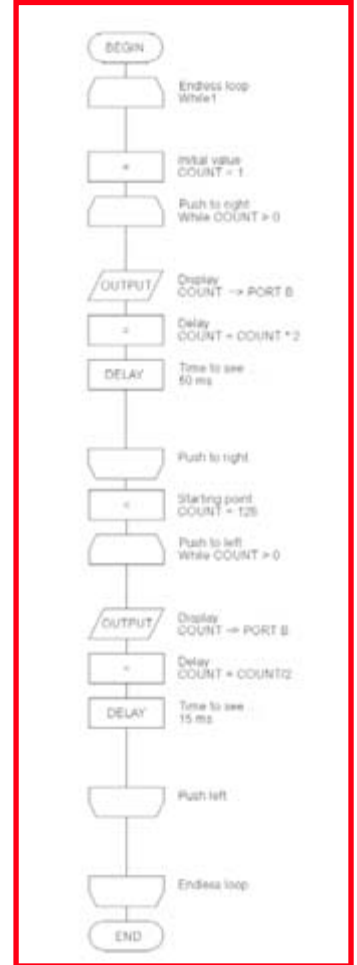 BEGIN
Endless loop
While1
=
Initial value
COUNT = 1
Push to right
While COUNT > 0
OUTPUT
Display
COUNT -> PORT B
=
Delay
COUNT = COUNT * 2
DELAY
Time to see ..
50 ms
Push to right
=
Starting point
COUNT = 128
Push to left
While COUNT > 0
OUTPUT
Display
COUNT -> PORT B
=
Delay
COUNT = COUNT/2
DELAY
Time to see ..
15 ms
Push left
Endless loop
END